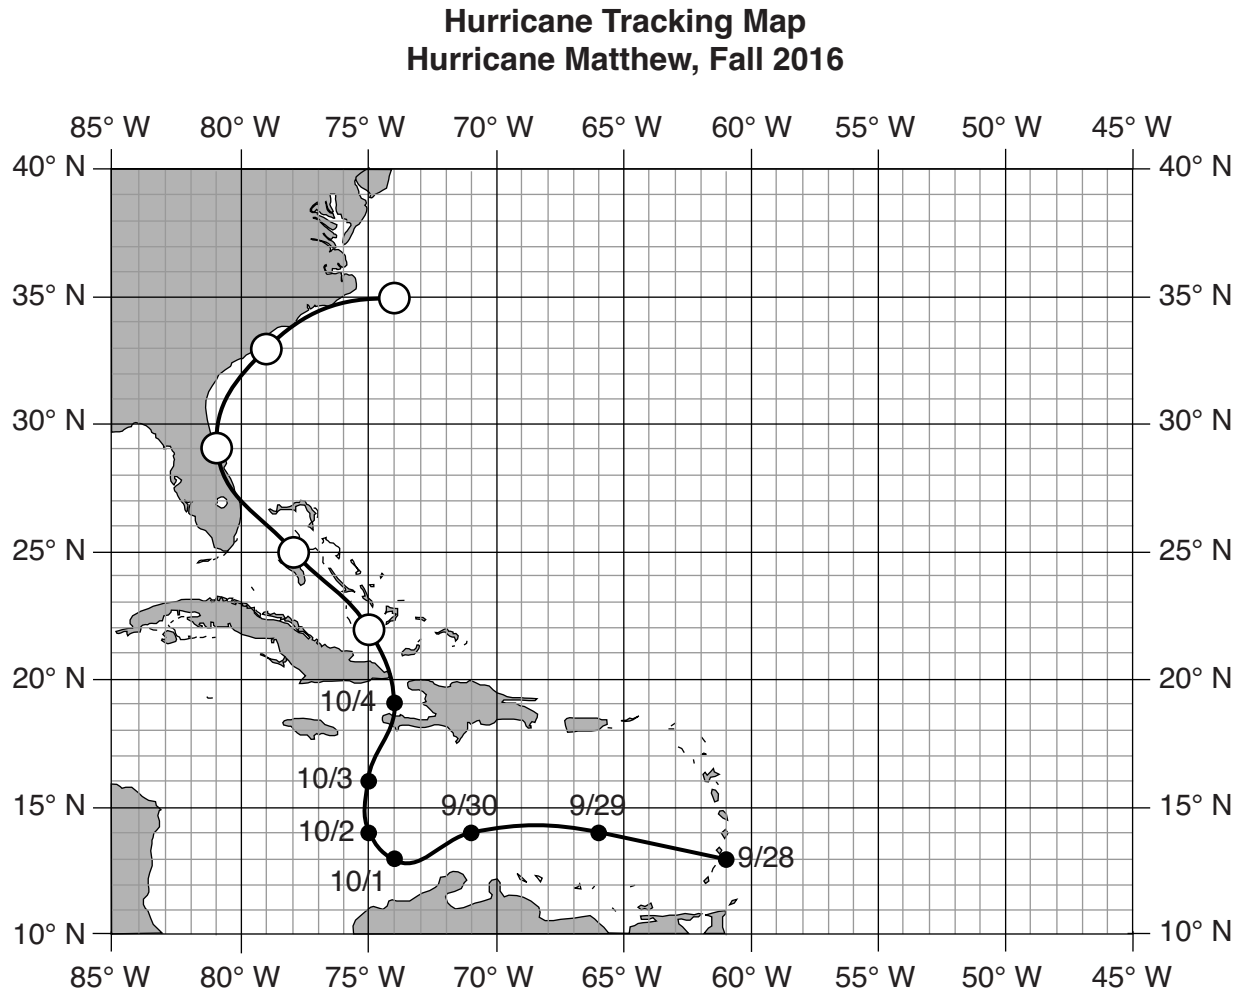 Hurricane Tracking Map
Hurricane Matthew, Fall 2016
85° W 80° W 75° W 70° W 65° W 60° W 55° W 50° W 45° W
40° N 40° N
35° N 35° N
30° N 30° N
25° N 25° N
20° N 20° N
10/4
10/3
9/30 9/29
15° N 15° N
10/2
9/28
10/1
10° N 10° N
85° W 80° W 75° W 70° W 65° W 60° W 55° W 50° W 45° W